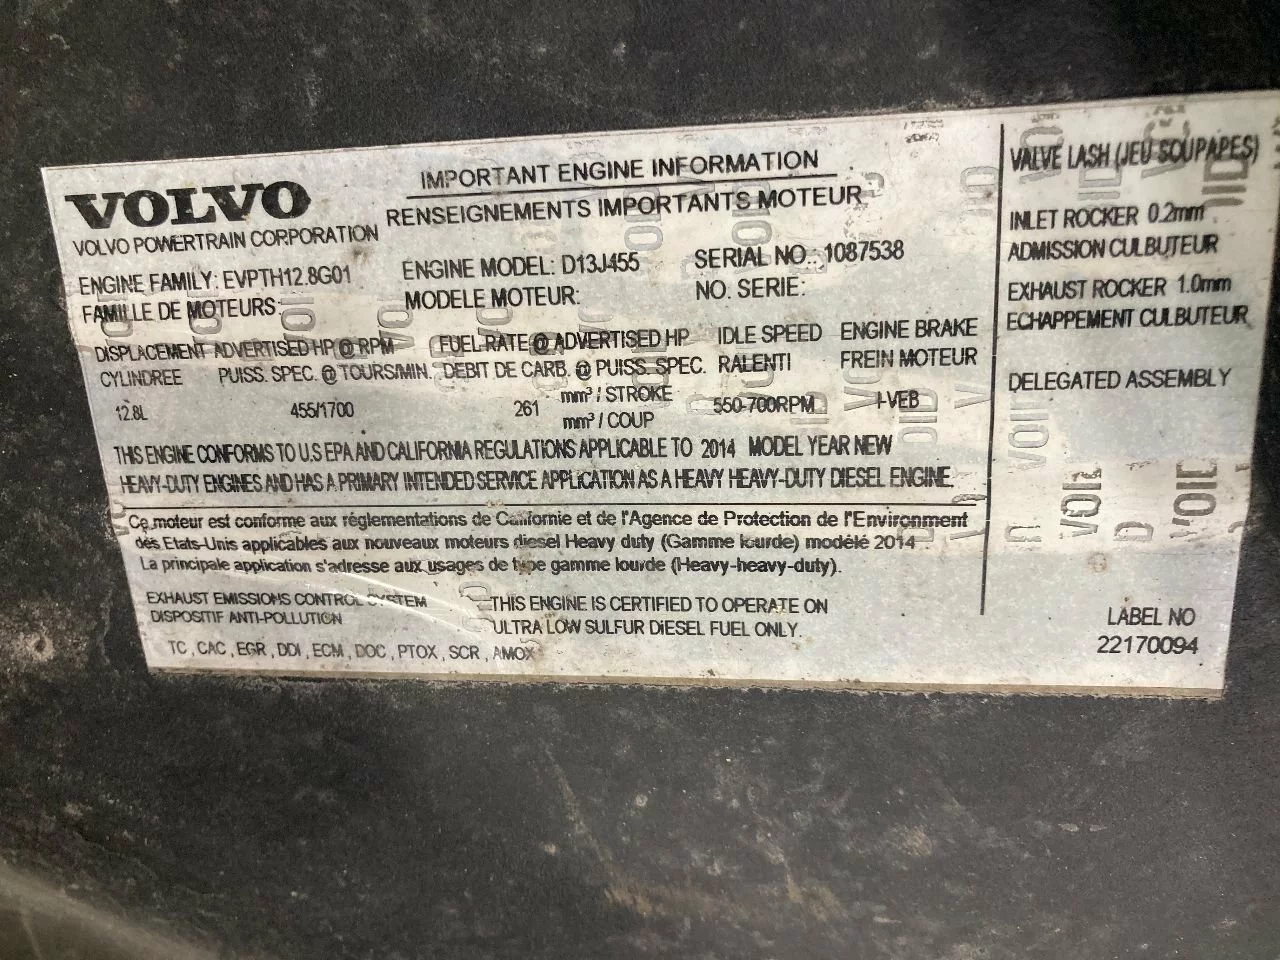 VOLVO
VOLVO POWERTRAIN CORPORATION
IMPORTANT ENGINE INFORMATION
RENSEIGNEMENTS IMPORTANTS MOTEUR
ENGINE FAMILY: EVPTH12.8G01
FAMILLE DE MOTEURS:
ENGINE MODEL: D13J455
MODELE MOTEUR:
SERIAL NO.: 1087538
NO. SERIE:
DISPLACEMENT ADVERTISED HP @ RPM FUEL RATE @ ADVERTISED HP IDLE SPEED ENGINE BRAKE
CYLINDREE PUISS. SPEC. @ TOURS/MIN. DEBIT DE CARB. @ PUISS. SPEC. RALENTI FREIN MOTEUR
12.8L 455/1700 261 mm³ / STROKE 550-700RPM I-VEB
mm³ / COUP
THIS ENGINE CONFORMS TO U.S EPA AND CALIFORNIA REGULATIONS APPLICABLE TO 2014 MODEL YEAR NEW
HEAVY-DUTY ENGINES AND HAS A PRIMARY INTENDED SERVICE APPLICATION AS A HEAVY HEAVY-DUTY DIESEL ENGINE.
Ce moteur est conforme aux réglementations de Californie et de l'Agence de Protection de l'Environment
des Etats-Unis applicables aux nouveaux moteurs diesel Heavy duty (Gamme lourde) modélé 2014
La principale application s'adresse aux usages de type gamme lourde (Heavy-heavy-duty).
EXHAUST EMISSIONS CONTROL SYSTEM
DISPOSITIF ANTI-POLLUTION
TC , CAC , EGR , DDI , ECM , DOC , PTOX , SCR , AMOX
THIS ENGINE IS CERTIFIED TO OPERATE ON
ULTRA LOW SULFUR DIESEL FUEL ONLY.
VALVE LASH (JEU SOUPAPES)
INLET ROCKER 0.2mm
ADMISSION CULBUTEUR
EXHAUST ROCKER 1.0mm
ECHAPPEMENT CULBUTEUR
DELEGATED ASSEMBLY
VOID
LABEL NO
22170094